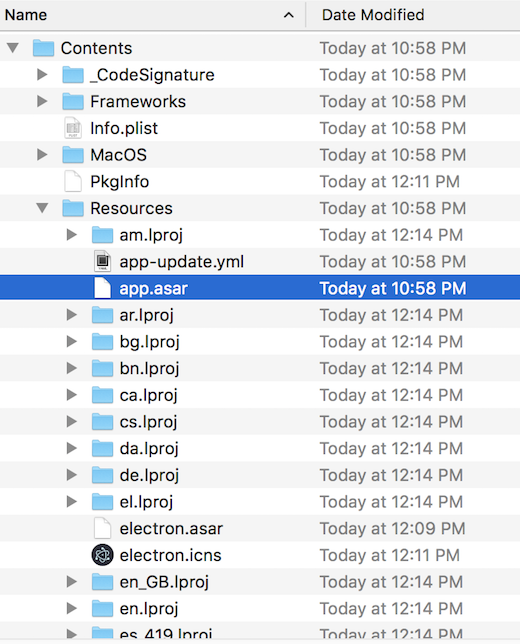 Name Date Modified
Contents Today at 10:58 PM
_CodeSignature Today at 10:58 PM
Frameworks Today at 10:58 PM
Info.plist Today at 10:58 PM
MacOS Today at 10:58 PM
PkgInfo Today at 12:11 PM
Resources Today at 10:58 PM
am.lproj Today at 12:14 PM
app-update.yml Today at 10:58 PM
app.asar Today at 10:58 PM
ar.lproj Today at 12:14 PM
bg.lproj Today at 12:14 PM
bn.lproj Today at 12:14 PM
ca.lproj Today at 12:14 PM
cs.lproj Today at 12:14 PM
da.lproj Today at 12:14 PM
de.lproj Today at 12:14 PM
el.lproj Today at 12:14 PM
electron.asar Today at 12:09 PM
electron.icns Today at 12:11 PM
en_GB.lproj Today at 12:14 PM
en.lproj Today at 12:14 PM
es_419.lproj Today at 12:14 PM